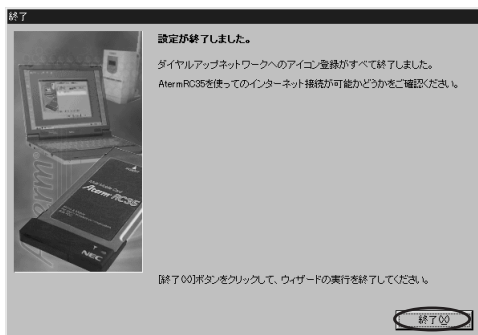 終了
設定が終了しました。
ダイヤルアップネットワークへのアイコン登録がすべて終了しました。
AtermRC35を使ってのインターネット接続が可能かどうかをご確認ください。
Aterm RC35
NEC
[終了(X)]ボタンをクリックして、ウィザードの実行を終了してください。
終了(X)